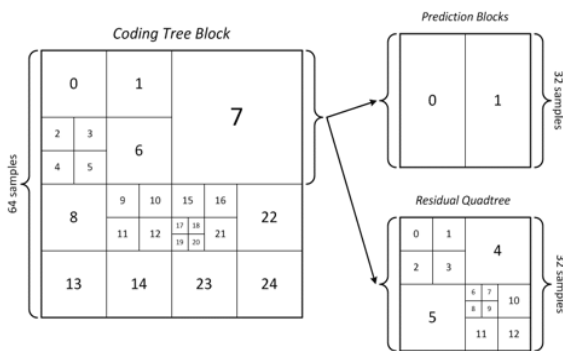 Coding Tree Block
64 samples
0 1 7
2 3
4 5 6
8 9 10 15 16 22
11 12 17 18 21
19 20
13 14 23 24
Prediction Blocks
0 1
32 samples
Residual Quadtree
0 1 4
2 3
5 6 7 10
8 9
11 12
32 samples